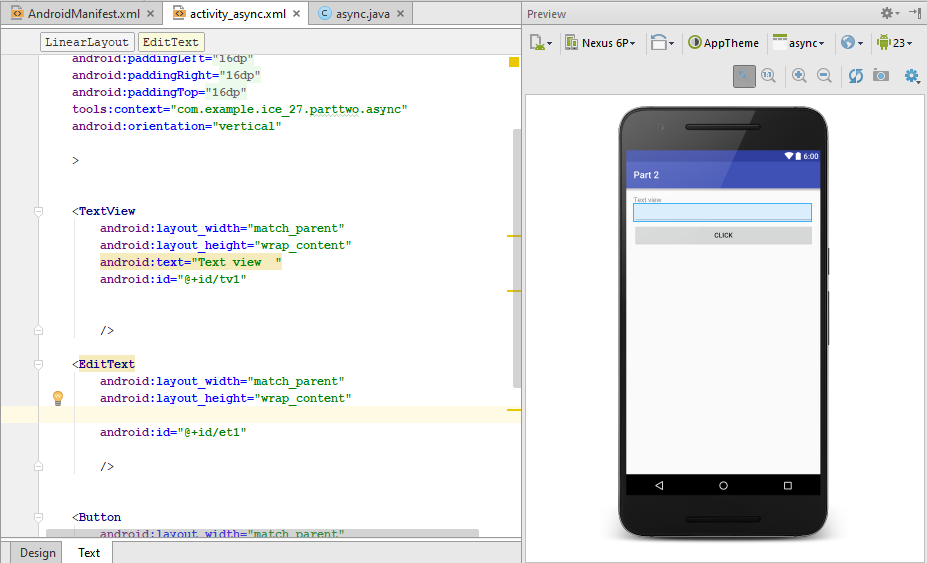 AndroidManifest.xml
activity_async.xml
async.java
LinearLayout
EditText
android:paddingLeft="16dp"
android:paddingRight="16dp"
android:paddingTop="16dp"
tools:context="com.example.ice_27.parttwo.async"
android:orientation="vertical"
>
<TextView
android:layout_width="match_parent"
android:layout_height="wrap_content"
android:text="Text view  "
android:id="@+id/tv1"
/>
<EditText
android:layout_width="match_parent"
android:layout_height="wrap_content"
android:id="@+id/et1"
/>
<Button
android:layout_width="match_parent"
Design
Text
Preview
Nexus 6P
AppTheme
async
23
6:00
Part 2
Text view
CLICK